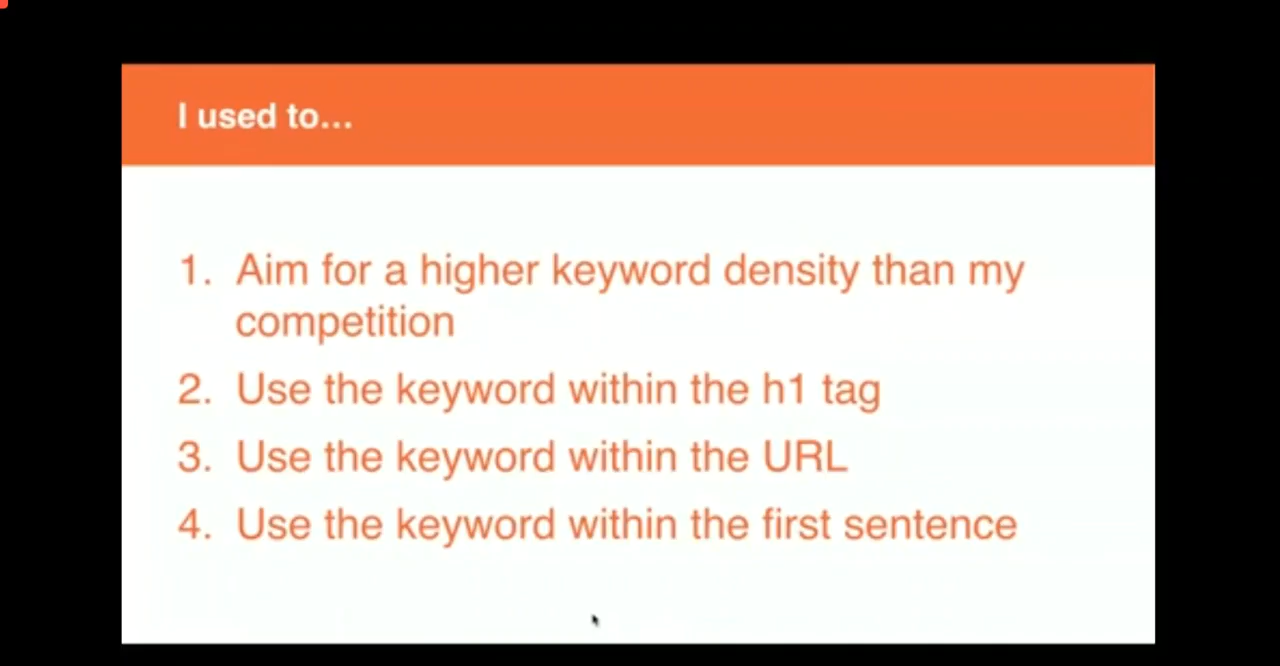 I used to...
1. Aim for a higher keyword density than my
competition
2. Use the keyword within the h1 tag
3. Use the keyword within the URL
4. Use the keyword within the first sentence